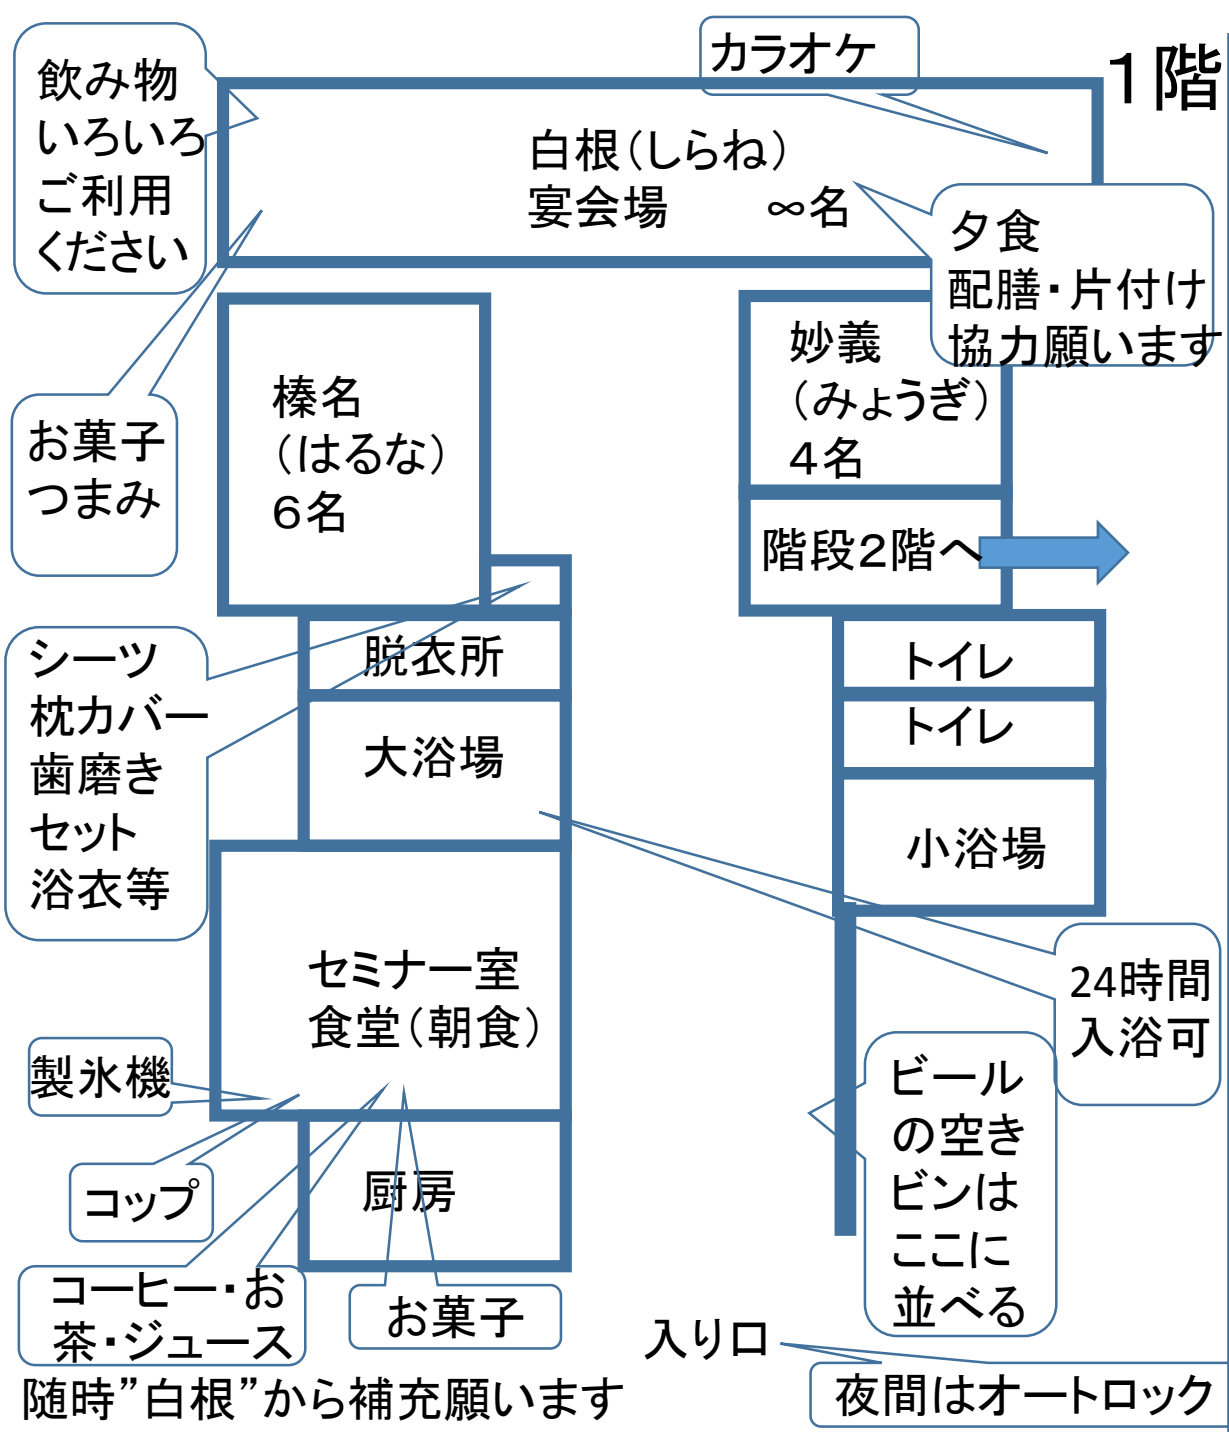 1階
カラオケ
飲み物
いろいろ
ご利用
ください
白根（しらね）
宴会場　　∞名
夕食
配膳・片付け
協力願います
お菓子
つまみ
榛名
（はるな）
６名
妙義
（みょうぎ）
４名
階段２階へ
シーツ
枕カバー
歯磨き
セット
浴衣等
脱衣所
大浴場
トイレ
トイレ
小浴場
24時間
入浴可
セミナー室
食堂（朝食）
製氷機
コップ
コーヒー・お
茶・ジュース
お菓子
厨房
ビール
の空き
ビンは
ここに
並べる
入り口
夜間はオートロック
随時”白根”から補充願います